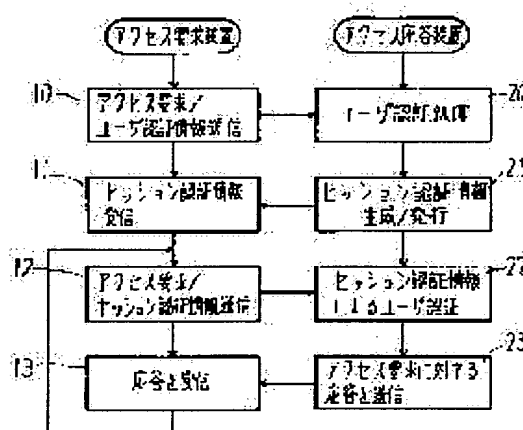 アクセス要求装置
アクセス応答装置
10
アクセス要求/
ユーザ認証情報送信
20
ユーザ認証処理
11
セッション認証情報
受信
21
セッション認証情報
生成/発行
12
アクセス要求/
セッション認証情報送信
22
セッション認証情報
によるユーザ認証
13
応答を受信
23
アクセス要求に対する
応答を送信